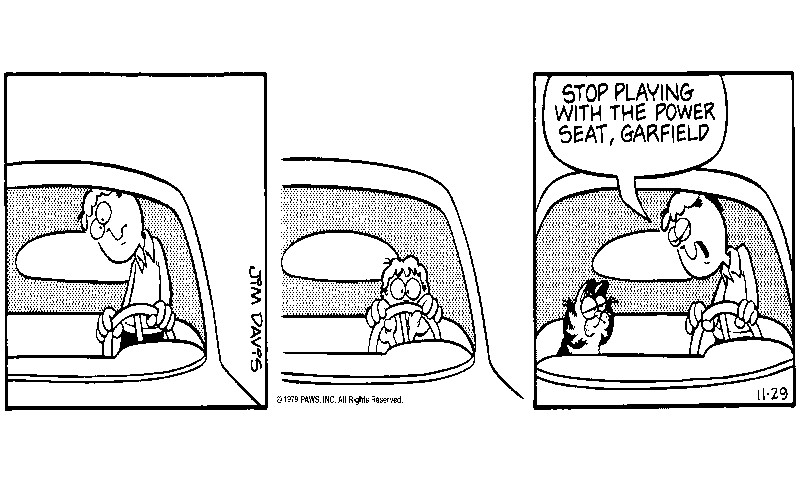 JIM DAVIS
© 1979 PAWS, INC. All Rights Reserved.
STOP PLAYING
WITH THE POWER
SEAT, GARFIELD
11-29